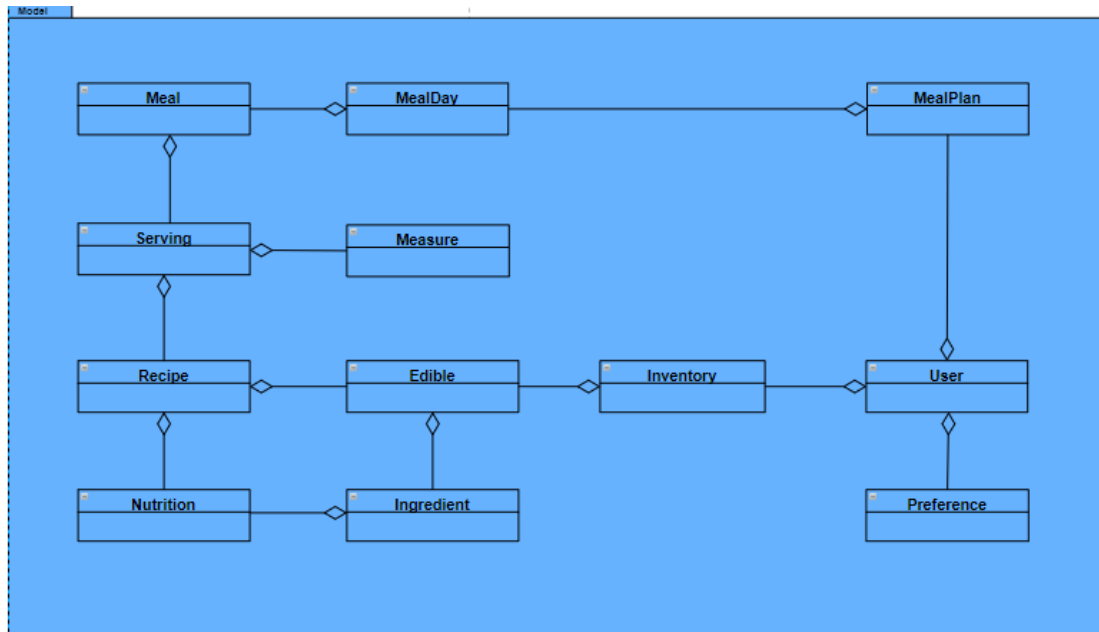 Model
Meal
MealDay
MealPlan
Serving
Measure
Recipe
Edible
Inventory
User
Nutrition
Ingredient
Preference